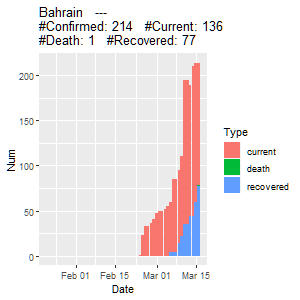 Bahrain   ---
#Confirmed: 214   #Current: 136
#Death: 1   #Recovered: 77
200
150
100
50
0
Num
Feb 01
Feb 15
Mar 01
Mar 15
Date
Type
current
death
recovered